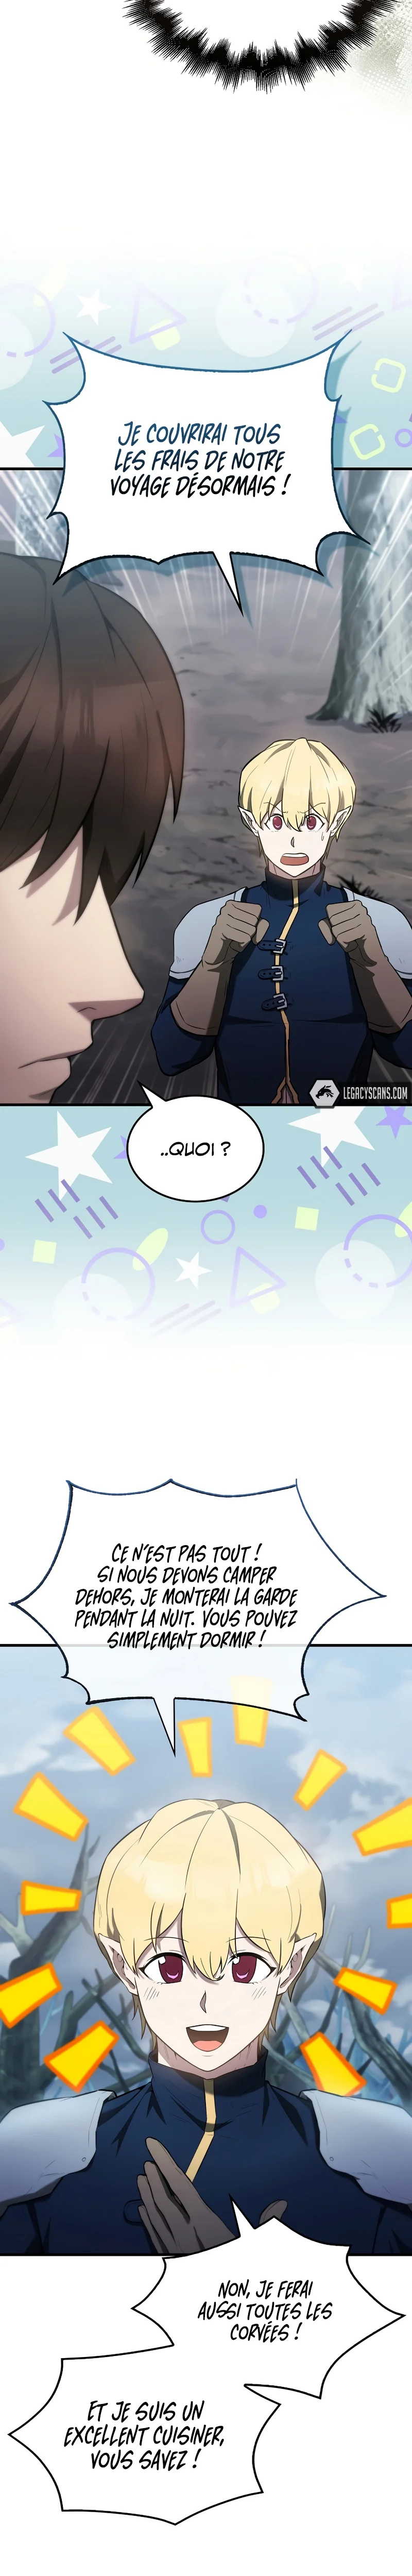 JE COUVRIRAI TOUS
LES FRAIS DE NOTRE
VOYAGE DÉSORMAIS !
LEGACYSCANS.COM
..QUOI ?
CE N'EST PAS TOUT !
SI NOUS DEVONS CAMPER
DEHORS, JE MONTERAI LA GARDE
PENDANT LA NUIT. VOUS POUVEZ
SIMPLEMENT DORMIR !
NON, JE FERAI
AUSSI TOUTES LES
CORVÉES !
ET JE SUIS UN
EXCELLENT CUISINER,
VOUS SAVEZ !